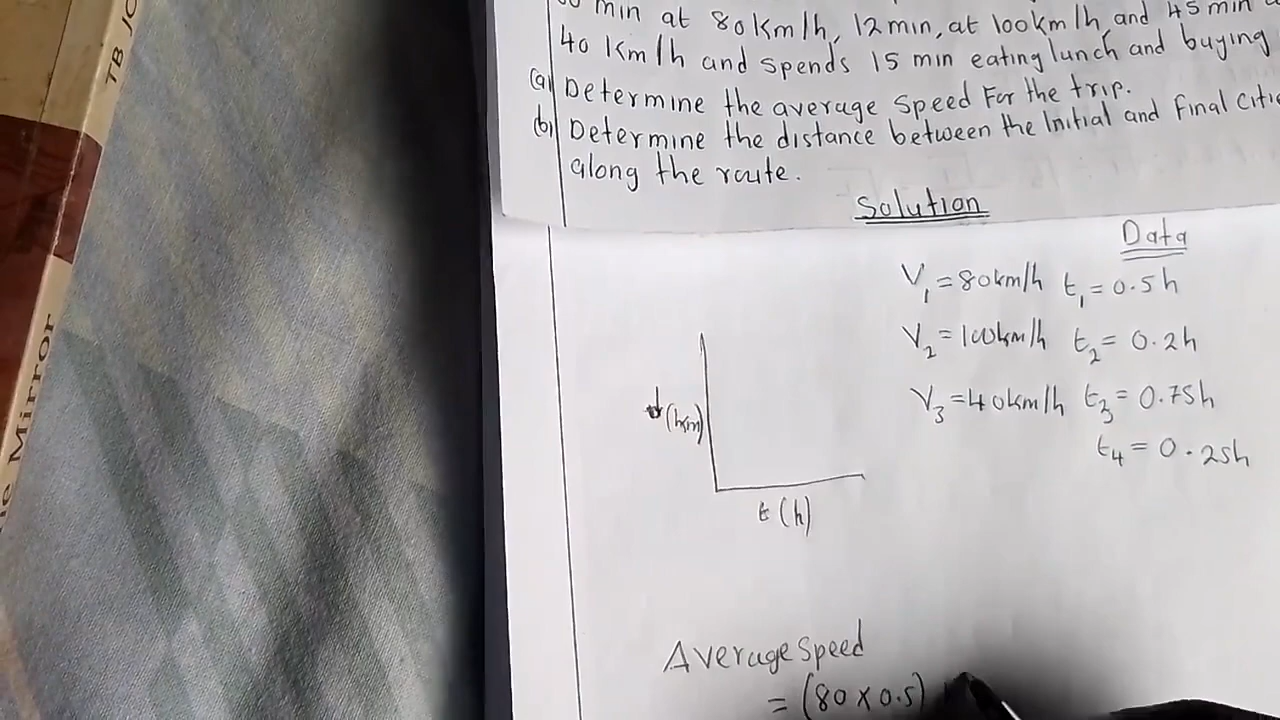 min at 80km/h, 12min, at 100km/h, and 45min
40 km/h and spends 15 min eating lunch and buying
(a) Determine the average speed for the trip.
(b) Determine the distance between the Initial and Final
along the route.
Solution
Data
V1 = 80km/h t1 = 0.5h
V2 = 100km/h t2 = 0.2h
V3 = 40km/h t3 = 0.75h
t4 = 0.25h
d (km)
t (h)
Average speed
= (80 x 0.5)
TB JO
Mirror